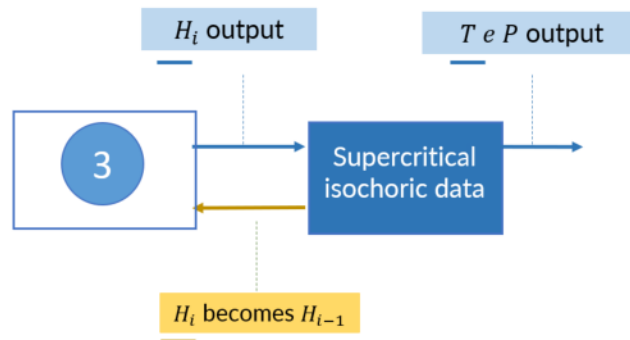 H_i output
T e P output
3
Supercritical
isochoric data
H_i becomes H_{i-1}